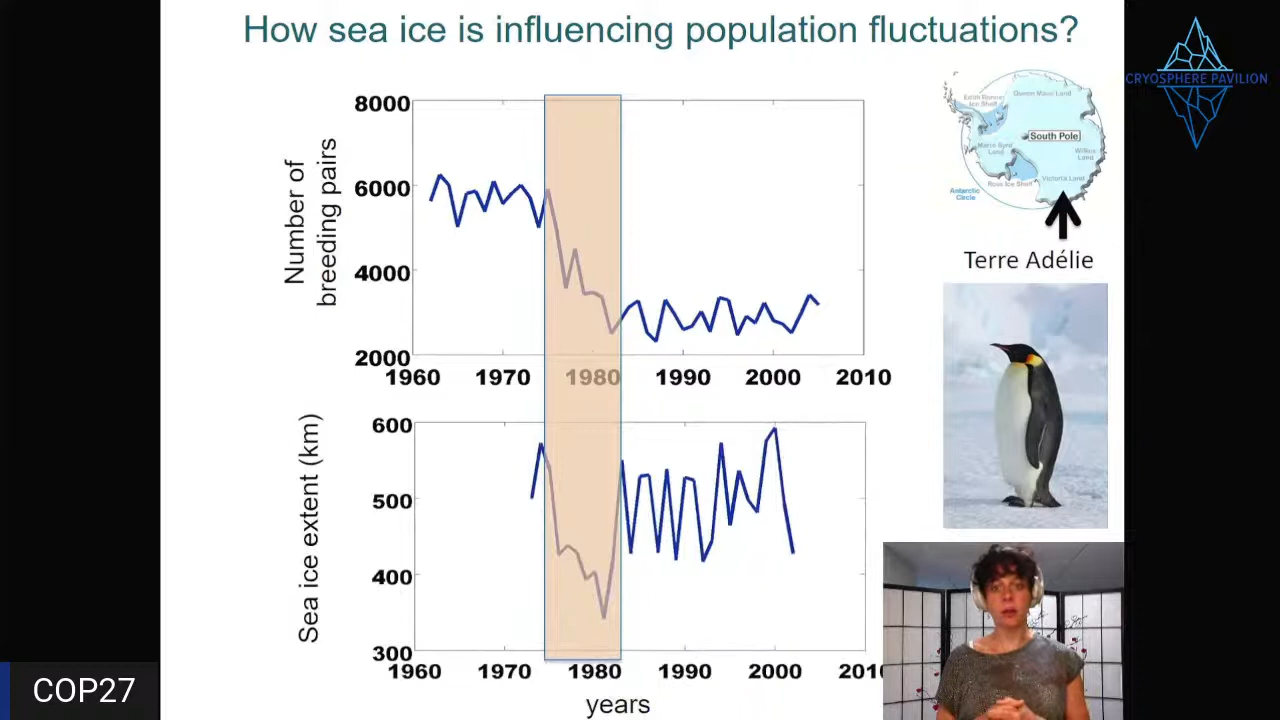 How sea ice is influencing population fluctuations?
CRYOSPHERE PAVILION
8000
6000
4000
2000
Number of
breeding pairs
1960 1970 1980 1990 2000 2010
Queen Maud Land
Ice Shelf
South Pole
Marie Byrd
Land
Wilkes
Land
Victoria Land
Ross Ice Shelf
Antarctic
Circle
Terre Adélie
600
500
400
300
Sea ice extent (km)
1960 1970 1980 1990 2000 2010
years
COP27